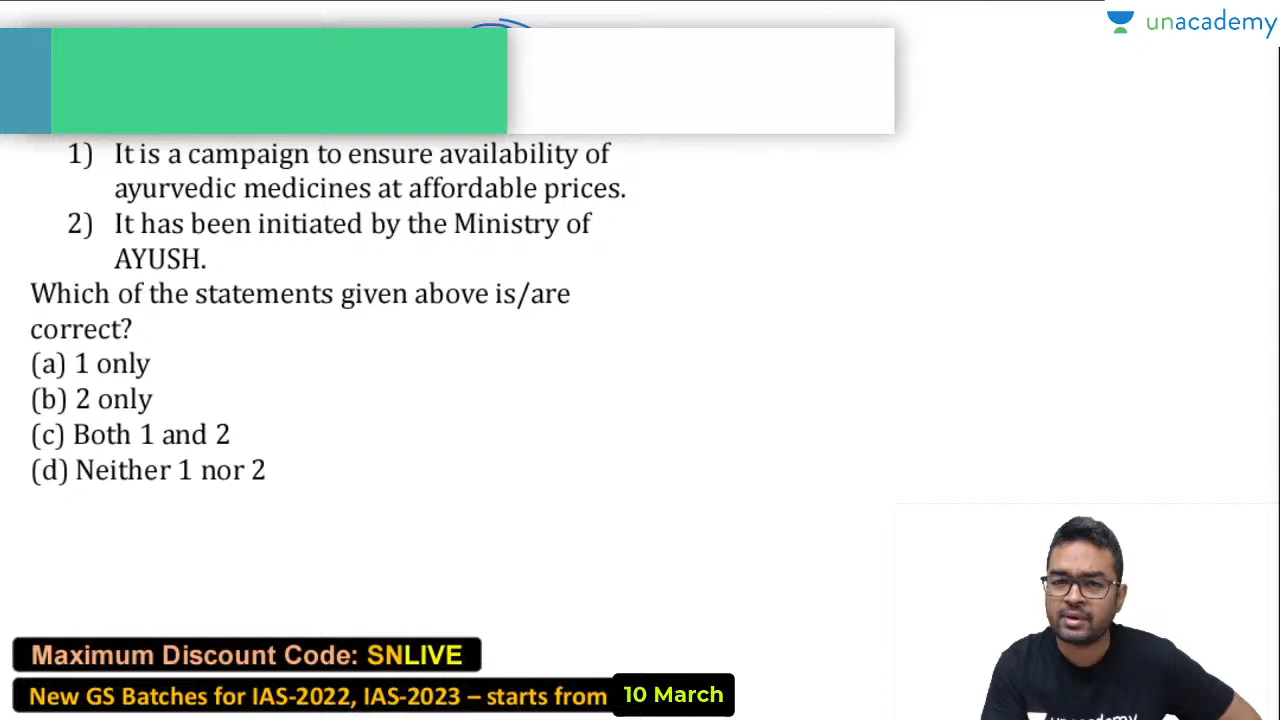 unacademy
1) It is a campaign to ensure availability of
ayurvedic medicines at affordable prices.
2) It has been initiated by the Ministry of
AYUSH.
Which of the statements given above is/are
correct?
(a) 1 only
(b) 2 only
(c) Both 1 and 2
(d) Neither 1 nor 2
Maximum Discount Code: SNLIVE
New GS Batches for IAS-2022, IAS-2023 – starts from 10 March
unacademy